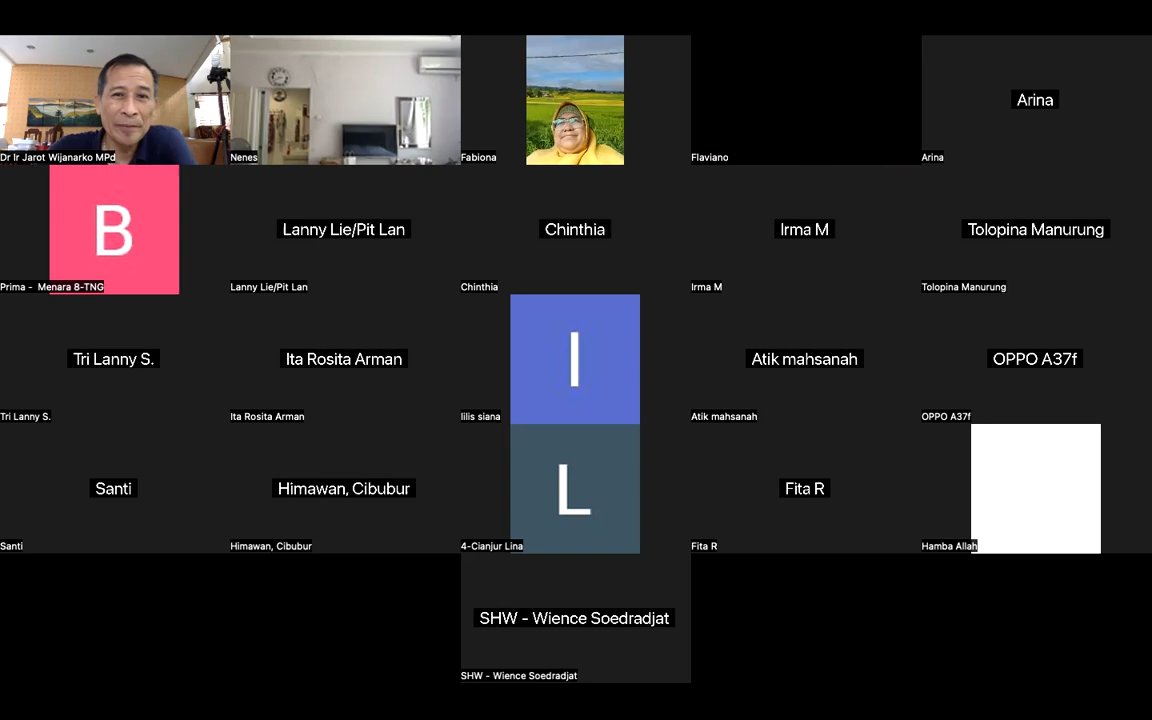 Dr Ir Jarot Wijanarko MPd
Nenes
Fabiona
Flaviano
Arina
Arina
B
Prima - Menara 8-TNG
Lanny Lie/Pit Lan
Lanny Lie/Pit Lan
Chinthia
Chinthia
Irma M
Irma M
Tolopina Manurung
Tolopina Manurung
Tri Lanny S.
Tri Lanny S.
Ita Rosita Arman
Ita Rosita Arman
l
lilis siana
Atik mahsanah
Atik mahsanah
OPPO A37f
OPPO A37f
Santi
Santi
Himawan, Cibubur
Himawan, Cibubur
L
4-Cianjur Lina
Fita R
Fita R
Hamba Allah
SHW - Wience Soedradjat
SHW - Wience Soedradjat